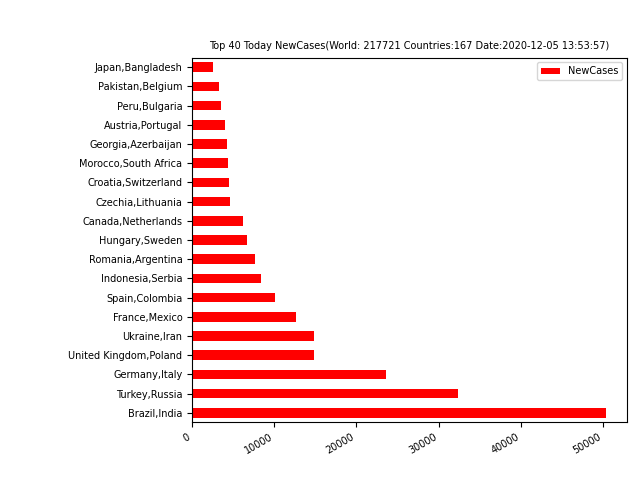 Top 40 Today NewCases(World: 217721 Countries:167 Date:2020-12-05 13:53:57)
NewCases
Japan,Bangladesh
Pakistan,Belgium
Peru,Bulgaria
Austria,Portugal
Georgia,Azerbaijan
Morocco,South Africa
Croatia,Switzerland
Czechia,Lithuania
Canada,Netherlands
Hungary,Sweden
Romania,Argentina
Indonesia,Serbia
Spain,Colombia
France,Mexico
Ukraine,Iran
United Kingdom,Poland
Germany,Italy
Turkey,Russia
Brazil,India
0
10000
20000
30000
40000
50000